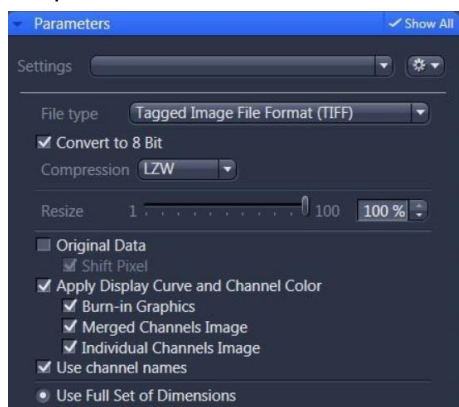 Parameters Show All
Settings
File type Tagged Image File Format (TIFF)
Convert to 8 Bit
Compression LZW
Resize 1 100 100 %
Original Data
Shift Pixel
Apply Display Curve and Channel Color
Burn-in Graphics
Merged Channels Image
Individual Channels Image
Use channel names
Use Full Set of Dimensions